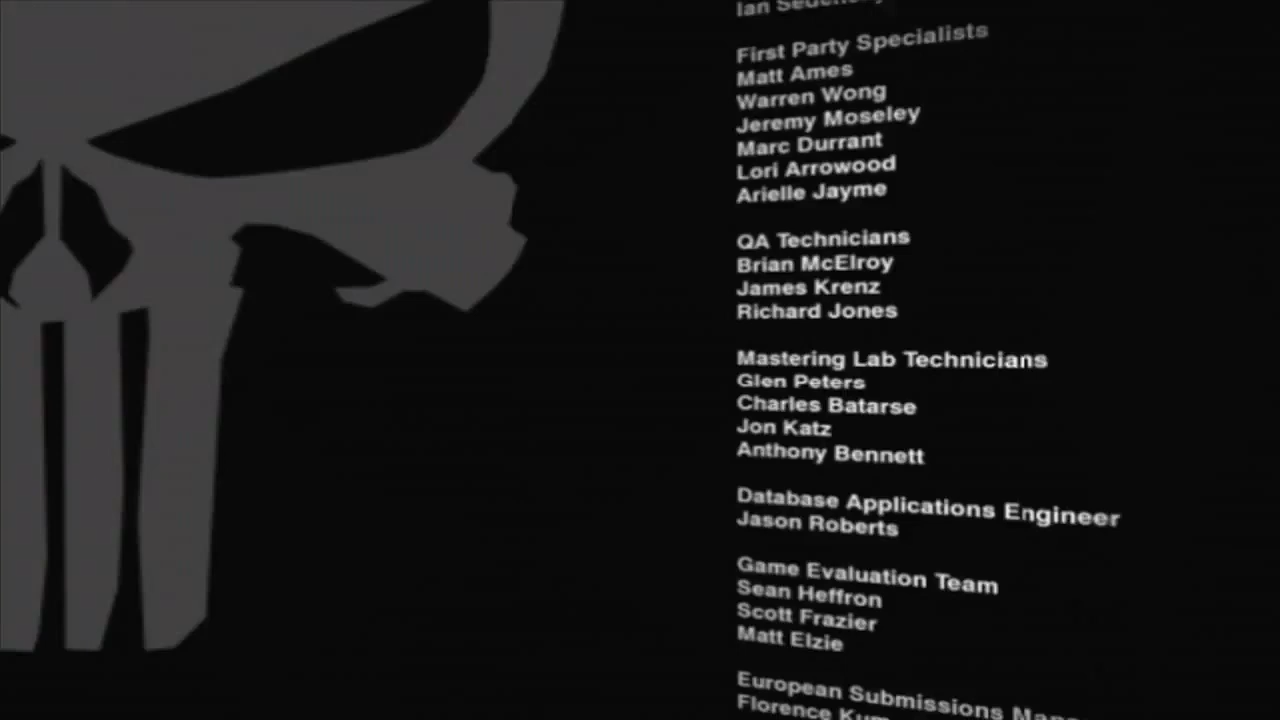 Ian
First Party Specialists
Matt Ames
Warren Wong
Jeremy Moseley
Marc Durrant
Lori Arrowood
Arielle Jayme
QA Technicians
Brian McElroy
James Krenz
Richard Jones
Mastering Lab Technicians
Glen Peters
Charles Batarse
Jon Katz
Anthony Bennett
Database Applications Engineer
Jason Roberts
Game Evaluation Team
Sean Heffron
Scott Frazier
Matt Elzie
European Submissions
Florence